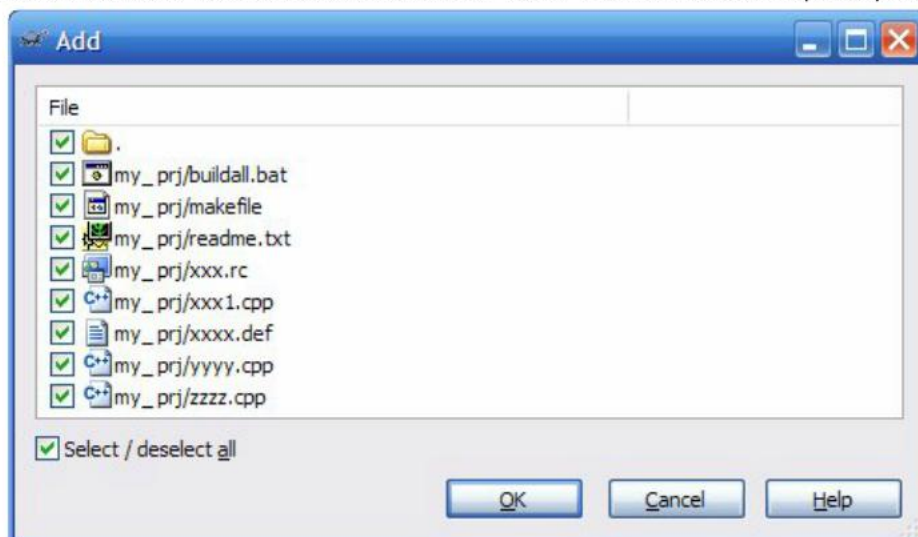 Add
File
.
my_prj/buildall.bat
my_prj/makefile
my_prj/readme.txt
my_prj/xxx.rc
my_prj/xxx1.cpp
my_prj/xxxx.def
my_prj/yyyy.cpp
my_prj/zzzz.cpp
Select / deselect all
OK Cancel Help